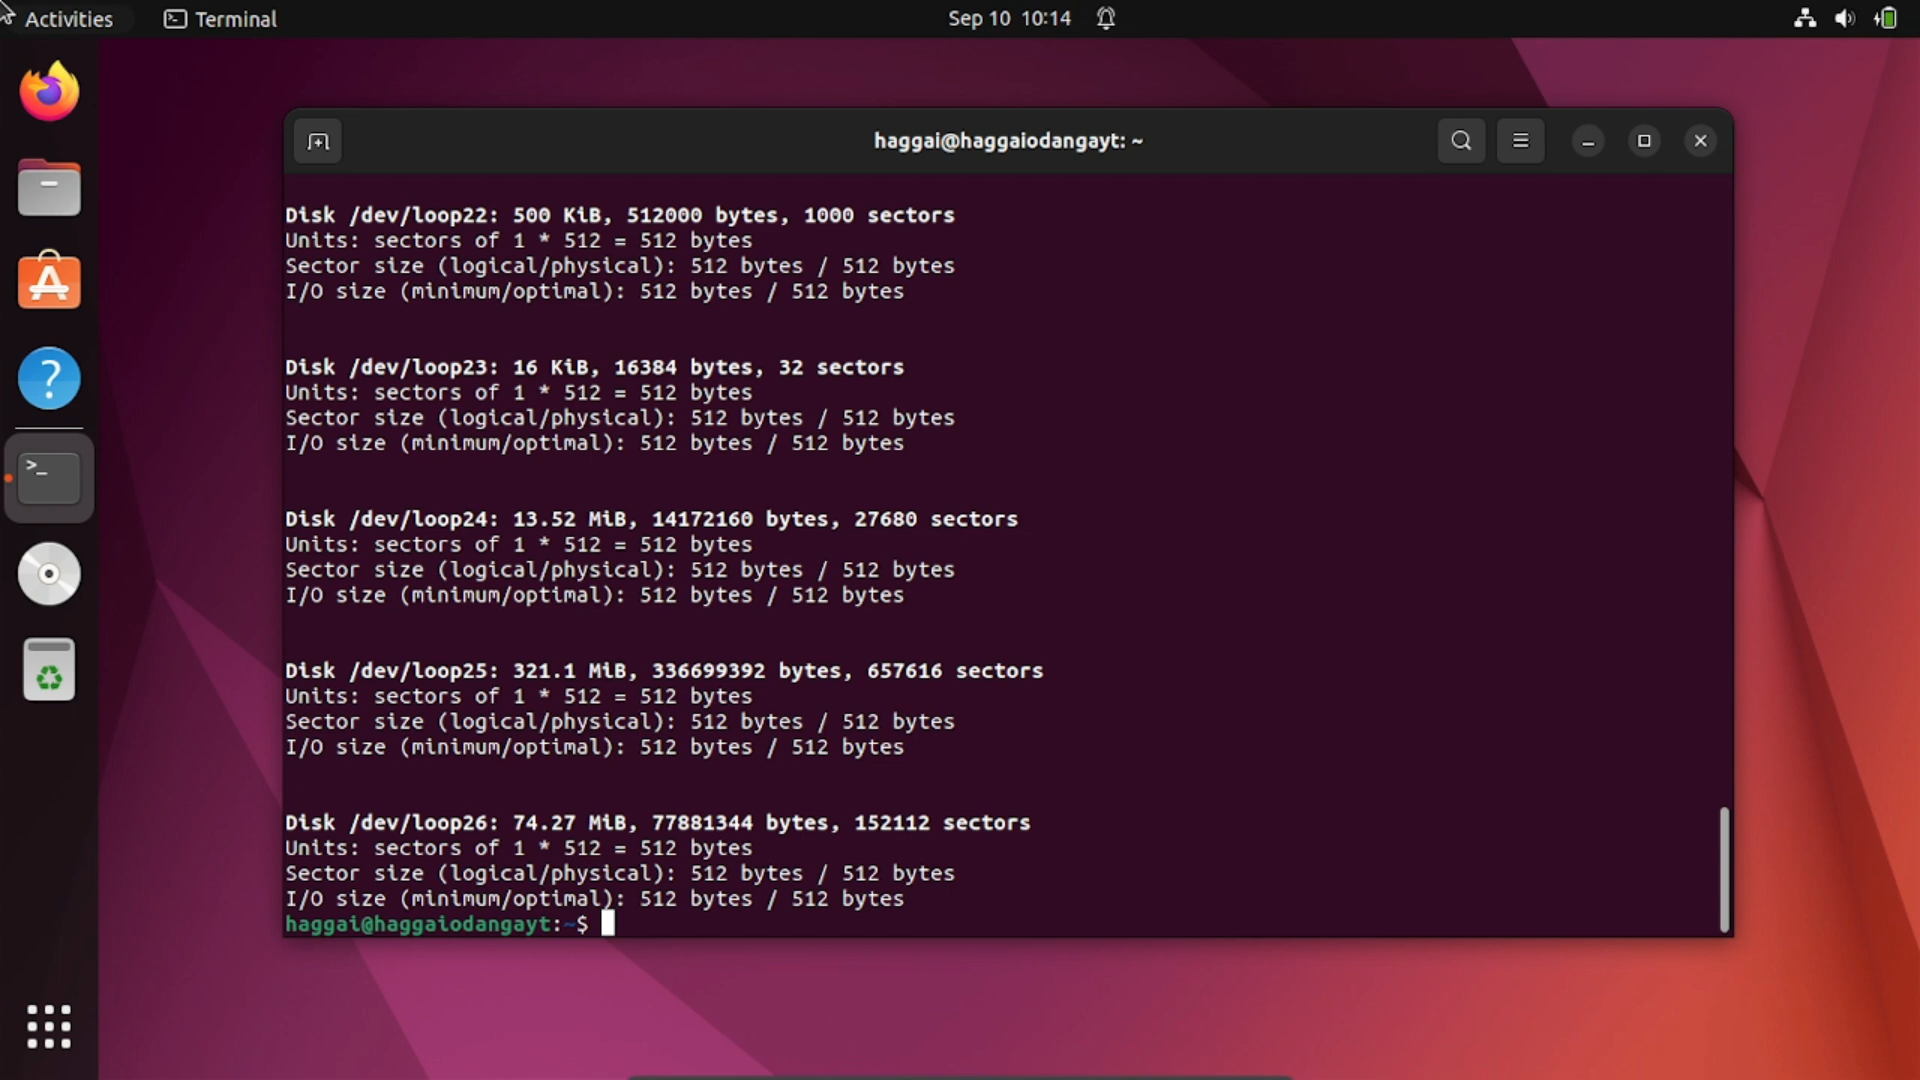 Activities
Terminal
Sep 10 10:14
haggai@haggaiodangayt: ~
Disk /dev/loop22: 500 KiB, 512000 bytes, 1000 sectors
Units: sectors of 1 * 512 = 512 bytes
Sector size (logical/physical): 512 bytes / 512 bytes
I/O size (minimum/optimal): 512 bytes / 512 bytes
Disk /dev/loop23: 16 KiB, 16384 bytes, 32 sectors
Units: sectors of 1 * 512 = 512 bytes
Sector size (logical/physical): 512 bytes / 512 bytes
I/O size (minimum/optimal): 512 bytes / 512 bytes
Disk /dev/loop24: 13.52 MiB, 14172160 bytes, 27680 sectors
Units: sectors of 1 * 512 = 512 bytes
Sector size (logical/physical): 512 bytes / 512 bytes
I/O size (minimum/optimal): 512 bytes / 512 bytes
Disk /dev/loop25: 321.1 MiB, 336699392 bytes, 657616 sectors
Units: sectors of 1 * 512 = 512 bytes
Sector size (logical/physical): 512 bytes / 512 bytes
I/O size (minimum/optimal): 512 bytes / 512 bytes
Disk /dev/loop26: 74.27 MiB, 77881344 bytes, 152112 sectors
Units: sectors of 1 * 512 = 512 bytes
Sector size (logical/physical): 512 bytes / 512 bytes
I/O size (minimum/optimal): 512 bytes / 512 bytes
haggai@haggaiodangayt:~$